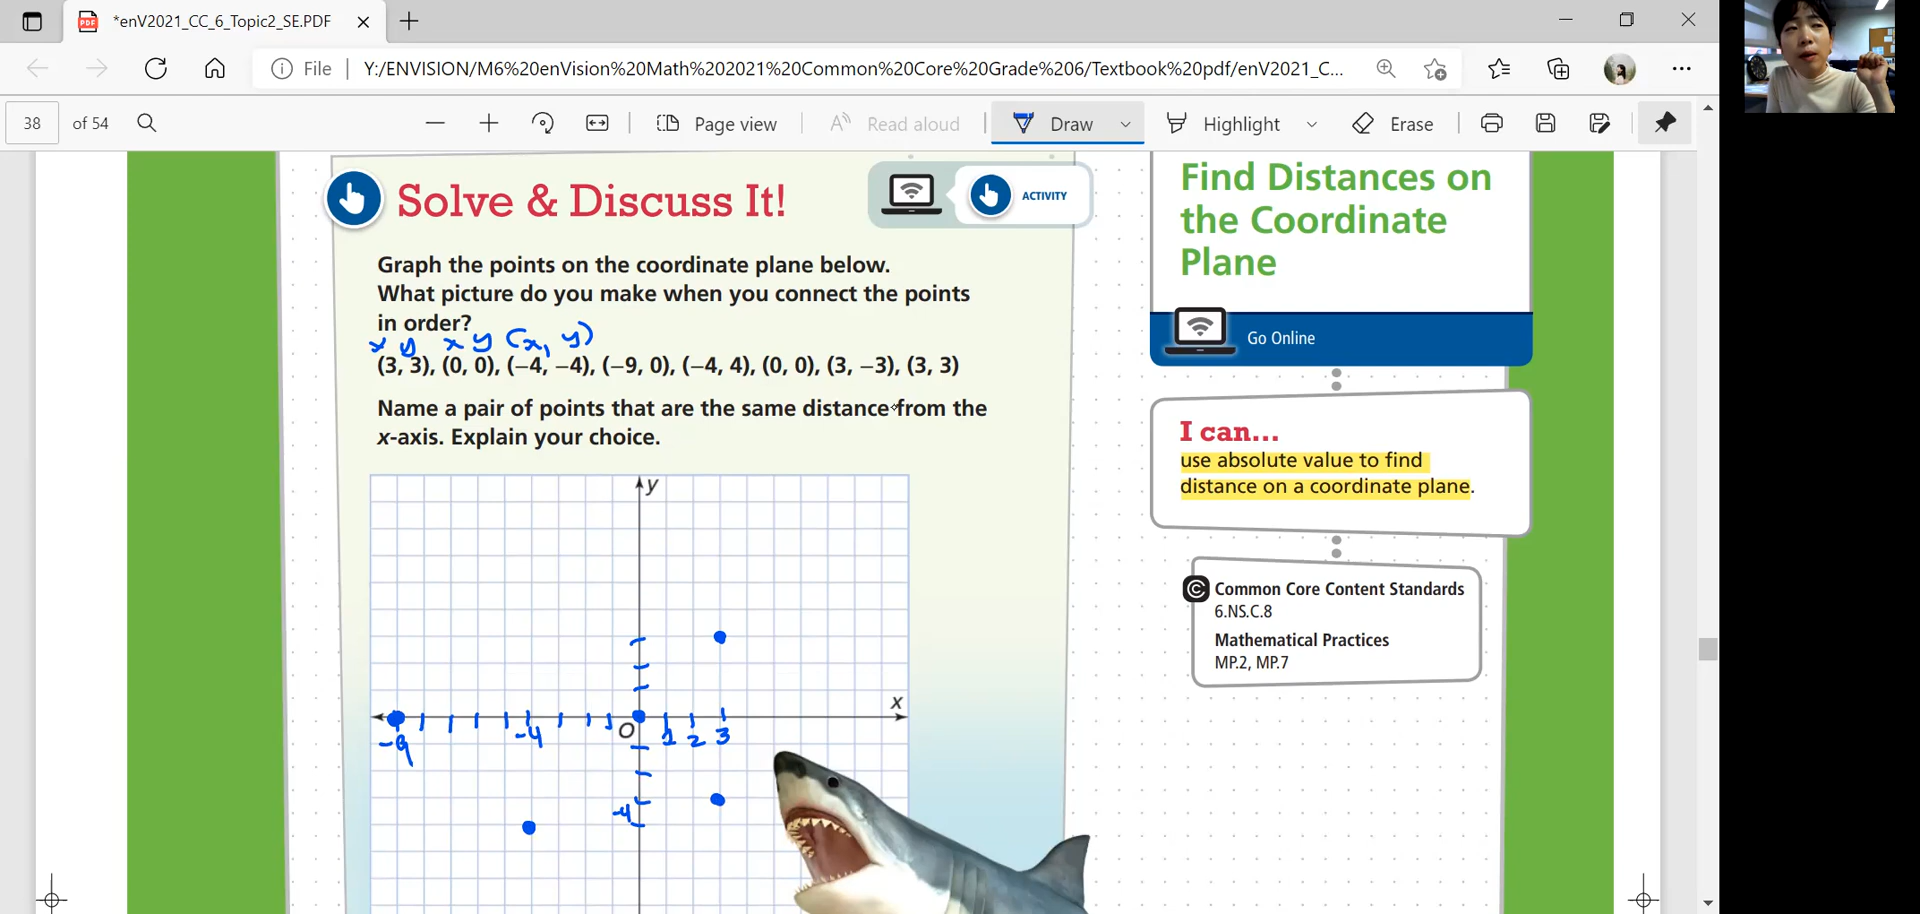 *enV2021_CC_6_Topic2_SE.PDF
File Y:/ENVISION/M6%20enVision%20Math%202021%20Common%20Core%20Grade%206/Textbook%20pdf/enV2021_C...
38 of 54 Page view Read aloud Draw Highlight Erase
Solve & Discuss It!
ACTIVITY
Graph the points on the coordinate plane below.
What picture do you make when you connect the points
in order?
x y x y (x, y)
(3, 3), (0, 0), (−4, −4), (−9, 0), (−4, 4), (0, 0), (3, −3), (3, 3)
Name a pair of points that are the same distance from the
x-axis. Explain your choice.
y
x
O
-9 -4 1 2 3
-4
Find Distances on
the Coordinate
Plane
Go Online
I can...
use absolute value to find
distance on a coordinate plane.
Common Core Content Standards
6.NS.C.8
Mathematical Practices
MP.2, MP.7